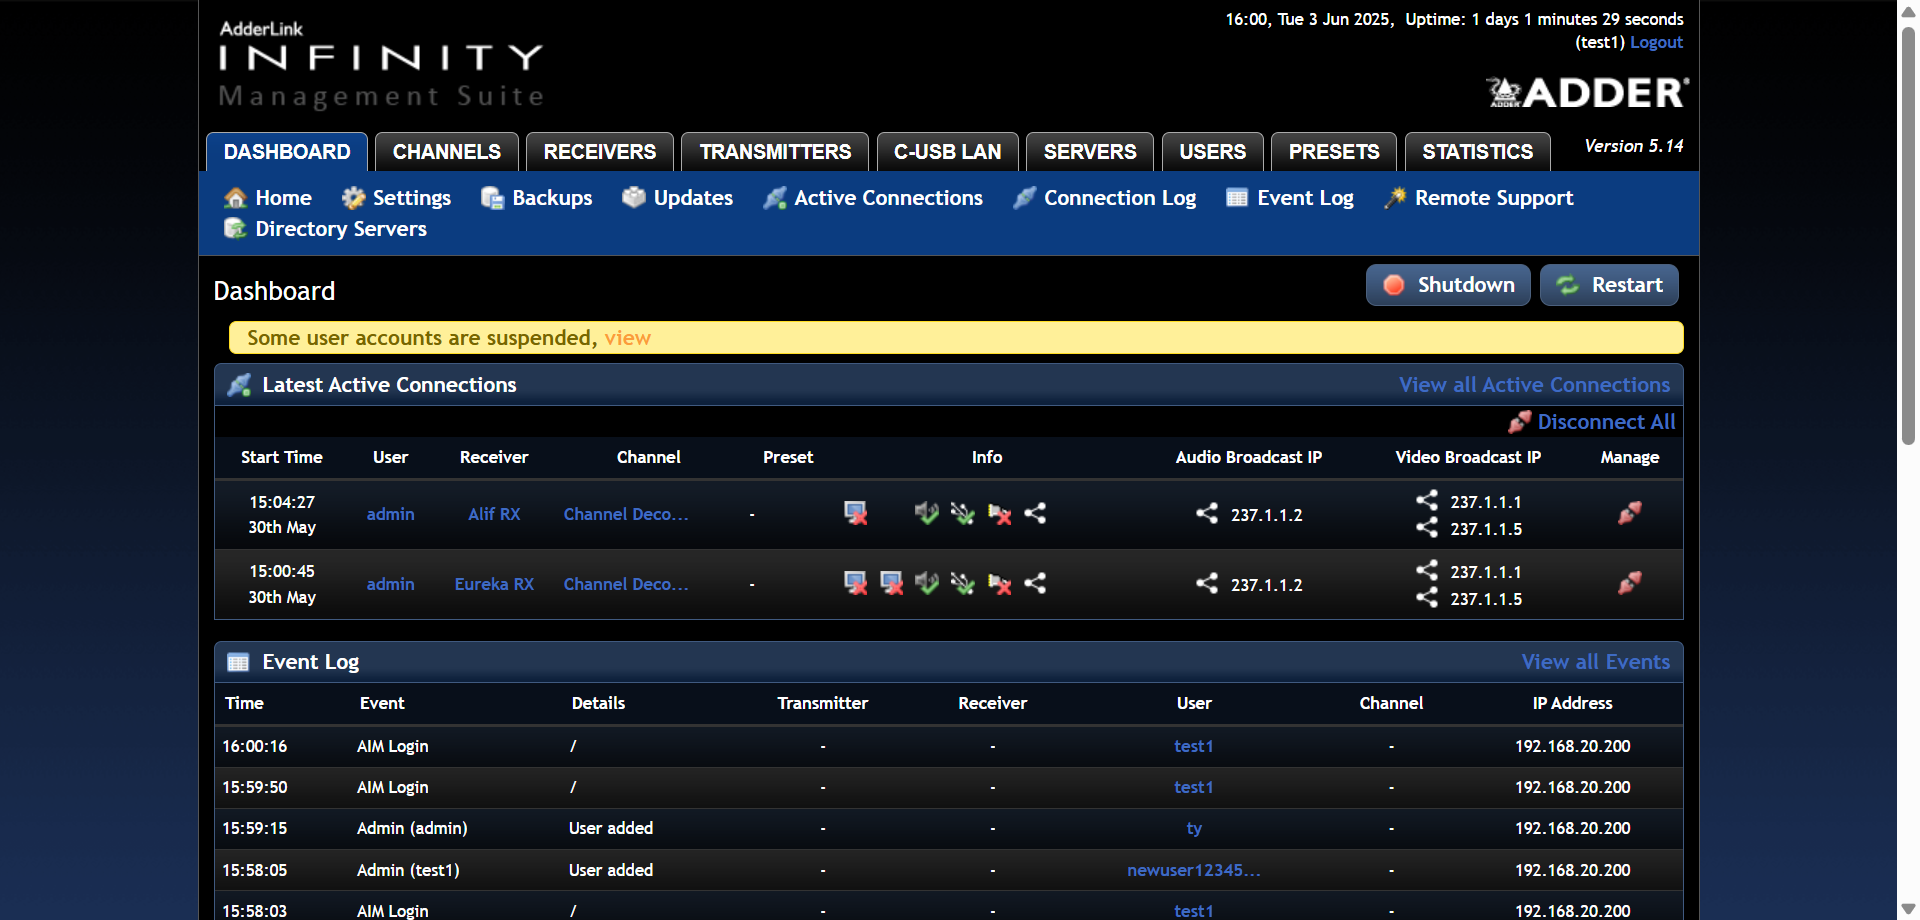 AdderLink
INFINITY
Management Suite
16:00, Tue 3 Jun 2025, Uptime: 1 days 1 minutes 29 seconds
(test1) Logout
ADDER
ADDER
Version 5.14
DASHBOARD CHANNELS RECEIVERS TRANSMITTERS C-USB LAN SERVERS USERS PRESETS STATISTICS
Home Settings Backups Updates Active Connections Connection Log Event Log Remote Support
Directory Servers
Dashboard Shutdown Restart
Some user accounts are suspended, view
Latest Active Connections View all Active Connections
Disconnect All
Start Time User Receiver Channel Preset Info Audio Broadcast IP Video Broadcast IP Manage
15:04:27
30th May
admin Alif RX Channel Deco... - 237.1.1.2
237.1.1.1
237.1.1.5
15:00:45
30th May
admin Eureka RX Channel Deco... - 237.1.1.2
237.1.1.1
237.1.1.5
Event Log View all Events
Time Event Details Transmitter Receiver User Channel IP Address
16:00:16 AIM Login / - - test1 - 192.168.20.200
15:59:50 AIM Login / - - test1 - 192.168.20.200
15:59:15 Admin (admin) User added - - ty - 192.168.20.200
15:58:05 Admin (test1) User added - - newuser12345... - 192.168.20.200
15:58:03 AIM Login / - - test1 - 192.168.20.200